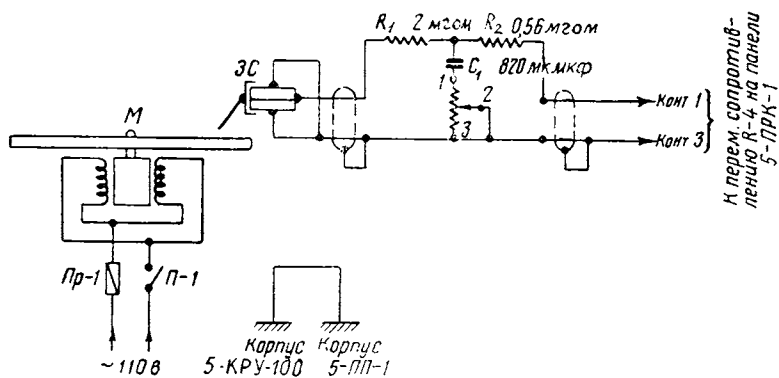 R₁ 2 мгом R₂ 0,56 мгом
ЗС
C₁ 820 мкмкф
1
2
3
Конт 1
Конт 3
К перем. сопротив-
лению R-4 на панели
5-ПРК-1
М
Пр-1 П-1
~110в
Корпус
5-КРУ-100
Корпус
5-ПП-1